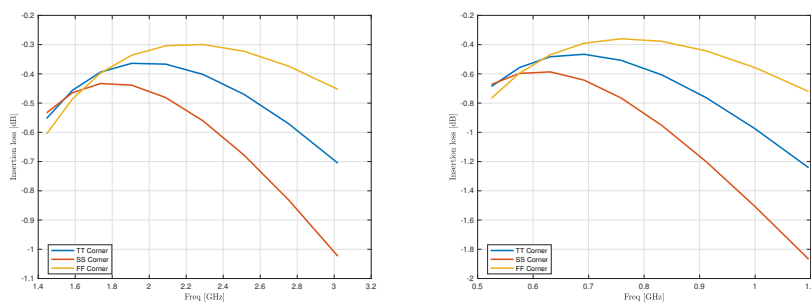 -0.2
-0.3
-0.4
-0.5
-0.6
-0.7
-0.8
-0.9
-1
-1.1
Insertion loss [dB]
TT Corner
SS Corner
FF Corner
1.4 1.6 1.8 2 2.2 2.4 2.6 2.8 3 3.2
Freq [GHz]
-0.2
-0.4
-0.6
-0.8
-1
-1.2
-1.4
-1.6
-1.8
-2
Insertion loss [dB]
TT Corner
SS Corner
FF Corner
0.5 0.6 0.7 0.8 0.9 1
Freq [GHz]